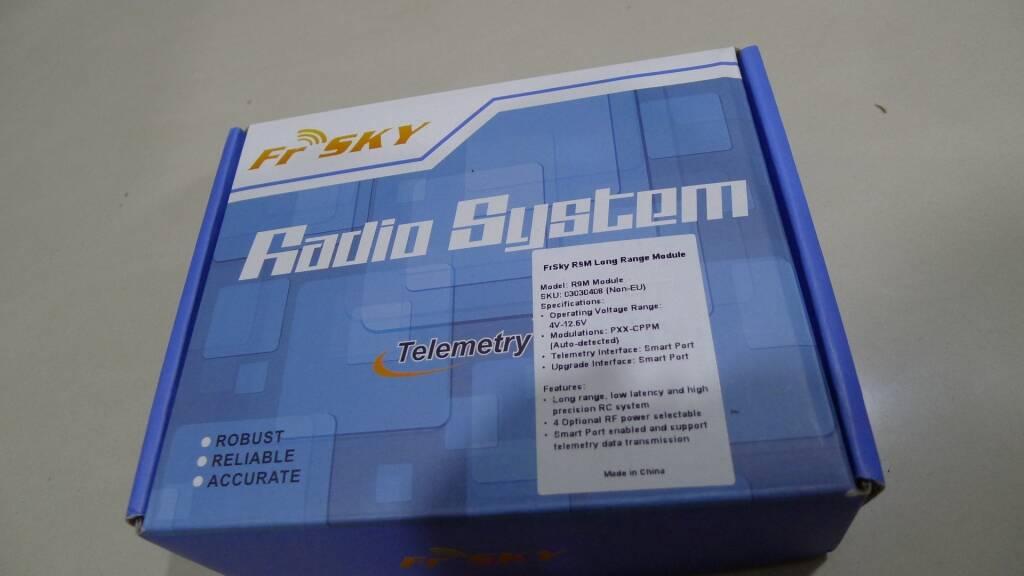 FrSKY
Radio System
FrSky R9M Long Range Module
Model: R9M Module
SKU: 03030408 (Non-EU)
Specifications:
• Operating Voltage Range:
4V-12.6V
• Modulations: PXX-CPPM
(Auto-detected)
• Telemetry Interface: Smart Port
• Upgrade Interface: Smart Port
Features:
• Long range, low latency and high
precision RC system
• 4 Optional RF power selectable
• Smart Port enabled and support
telemetry data transmission
Made in China
Telemetry
ROBUST
RELIABLE
ACCURATE
FrSKY